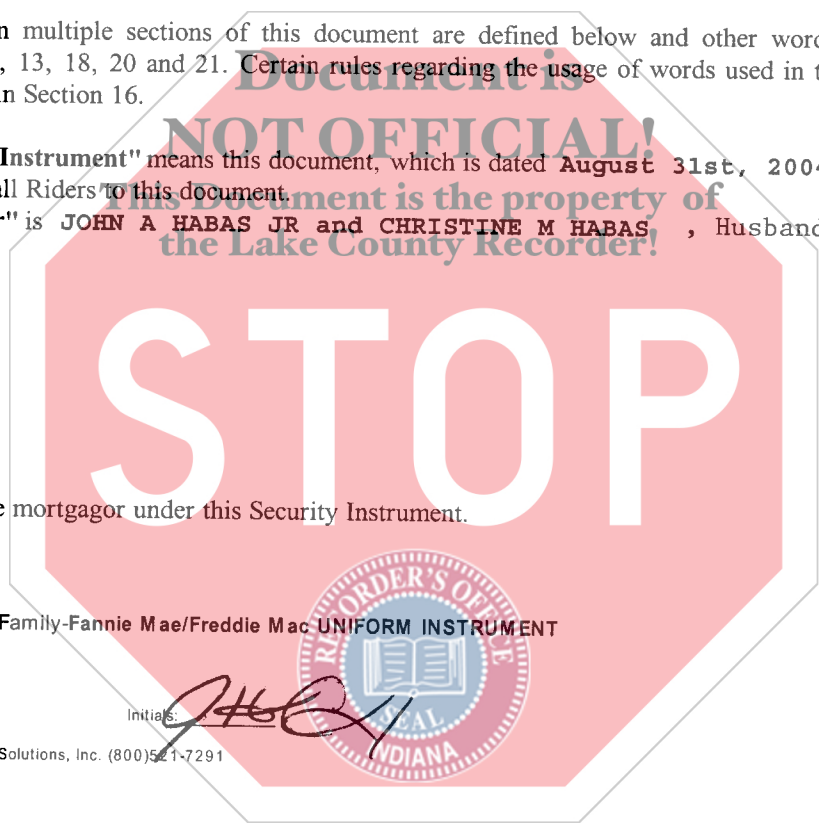 n multiple sections of this document are defined below and other word
, 13, 18, 20 and 21. Certain rules regarding the usage of words used in t
n Section 16.
Document is
NOT OFFICIAL!
This Document is the property of
the Lake County Recorder!
Instrument" means this document, which is dated August 31st, 2004
ll Riders to this document.
r" is JOHN A HABAS JR and CHRISTINE M HABAS , Husband
STOP
e mortgagor under this Security Instrument.
Family-Fannie Mae/Freddie Mac UNIFORM INSTRUMENT
RECORDER'S OFFICE
SEAL
INDIANA
Initials:
Solutions, Inc. (800)521-7291